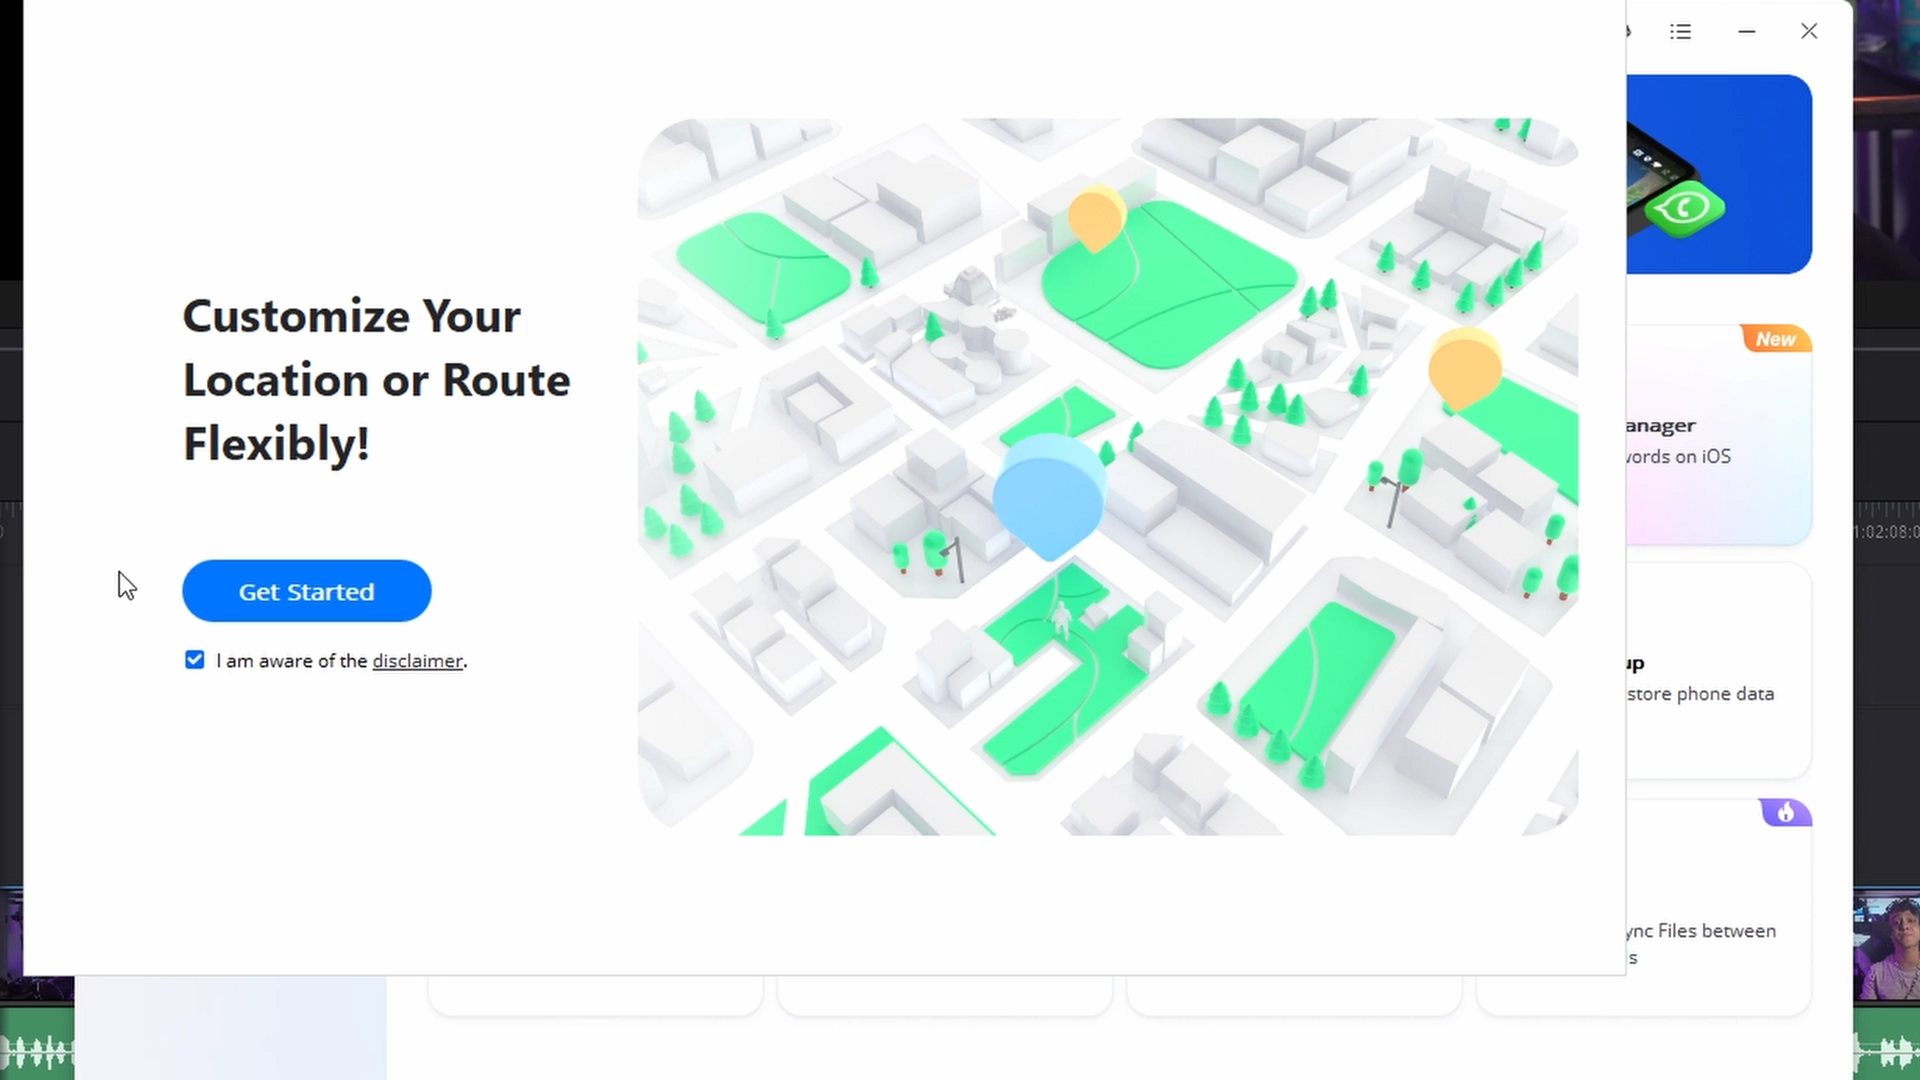 Customize Your
Location or Route
Flexibly!
Get Started
I am aware of the disclaimer.
New
anager
words on iOS
up
store phone data
ync Files between
s
1:02:08:0